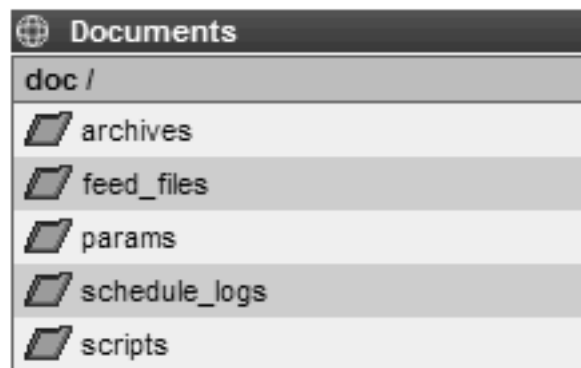 Documents
doc /
archives
feed_files
params
schedule_logs
scripts